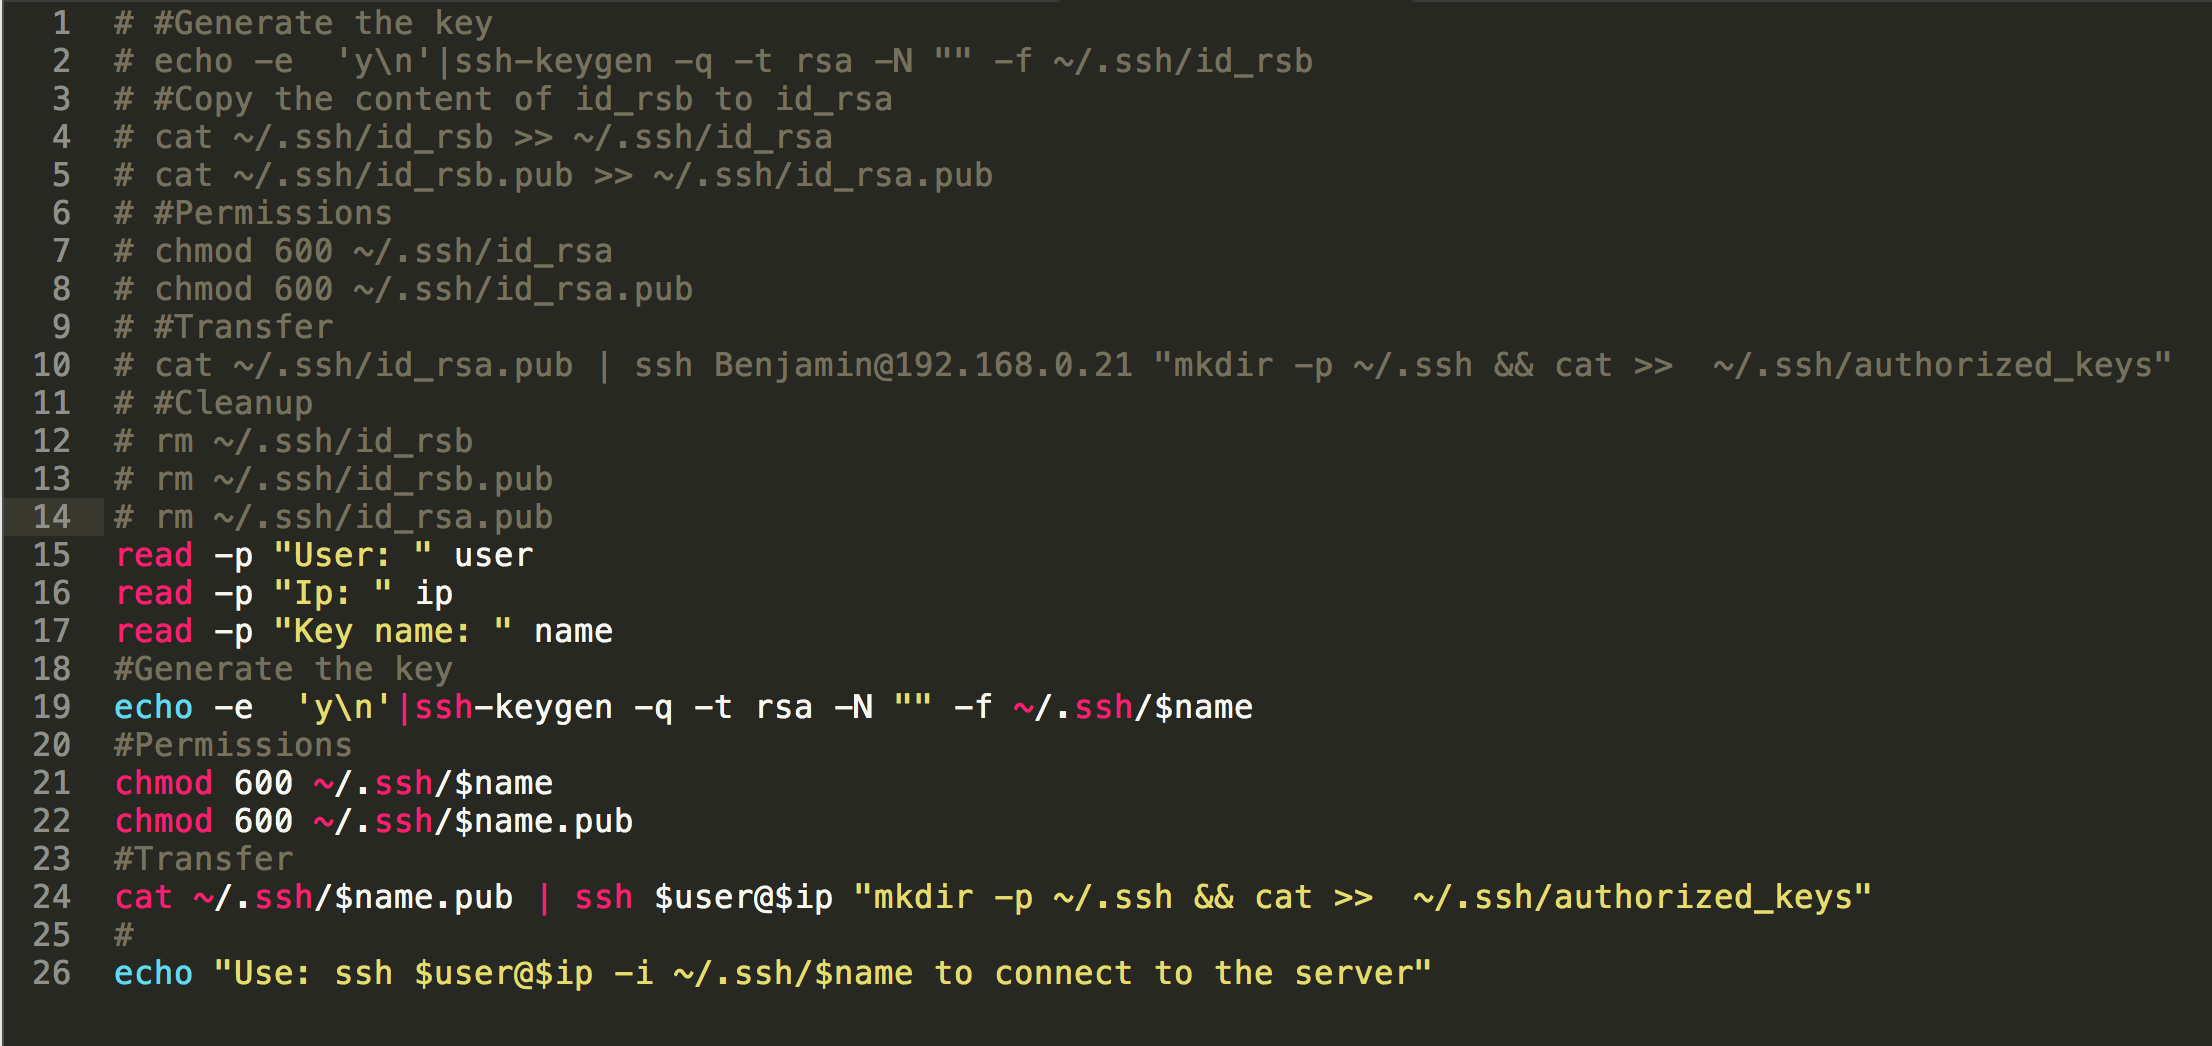 1 # #Generate the key
2 # echo -e  'y\n'|ssh-keygen -q -t rsa -N "" -f ~/.ssh/id_rsb
3 # #Copy the content of id_rsb to id_rsa
4 # cat ~/.ssh/id_rsb >> ~/.ssh/id_rsa
5 # cat ~/.ssh/id_rsb.pub >> ~/.ssh/id_rsa.pub
6 # #Permissions
7 # chmod 600 ~/.ssh/id_rsa
8 # chmod 600 ~/.ssh/id_rsa.pub
9 # #Transfer
10 # cat ~/.ssh/id_rsa.pub | ssh Benjamin@192.168.0.21 "mkdir -p ~/.ssh && cat >>  ~/.ssh/authorized_keys"
11 # #Cleanup
12 # rm ~/.ssh/id_rsb
13 # rm ~/.ssh/id_rsb.pub
14 # rm ~/.ssh/id_rsa.pub
15 read -p "User: " user
16 read -p "Ip: " ip
17 read -p "Key name: " name
18 #Generate the key
19 echo -e  'y\n'|ssh-keygen -q -t rsa -N "" -f ~/.ssh/$name
20 #Permissions
21 chmod 600 ~/.ssh/$name
22 chmod 600 ~/.ssh/$name.pub
23 #Transfer
24 cat ~/.ssh/$name.pub | ssh $user@$ip "mkdir -p ~/.ssh && cat >>  ~/.ssh/authorized_keys"
25 #
26 echo "Use: ssh $user@$ip -i ~/.ssh/$name to connect to the server"